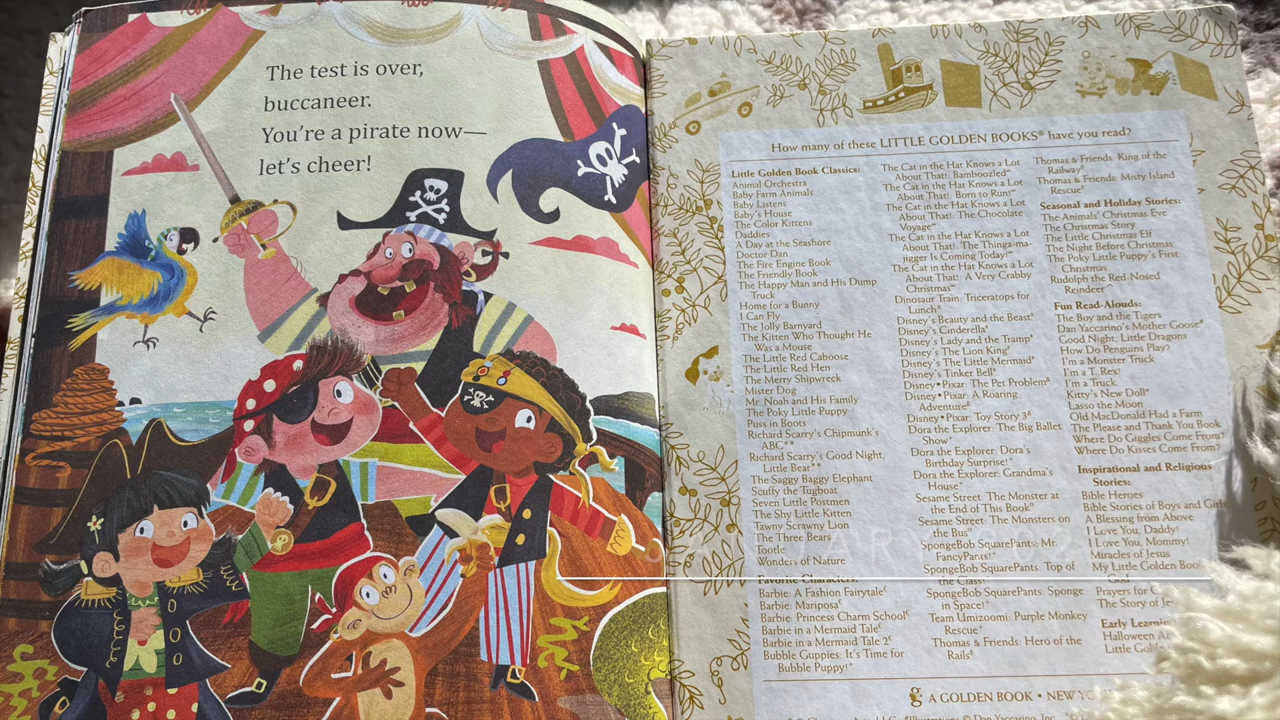 The test is over,
buccaneer.
You're a pirate now—
let's cheer!
How many of these LITTLE GOLDEN BOOKS® have you read?
Little Golden Book Classics:
Animal Orchestra
Baby Farm Animals
Baby Listens
Baby's House
The Color Kittens
Daddies
A Day at the Seashore
Doctor Dan
The Fire Engine Book
The Friendly Book
The Happy Man and His Dump
Truck
Home for a Bunny
I Can Fly
The Jolly Barnyard
The Kitten Who Thought He
Was a Mouse
The Little Red Caboose
The Little Red Hen
The Merry Shipwreck
Mister Dog
Mr. Noah and His Family
The Poky Little Puppy
Puss in Boots
Richard Scarry's Chipmunk's
ABC**
Richard Scarry's Good Night,
Little Bear**
The Saggy Baggy Elephant
Scuffy the Tugboat
Seven Little Postmen
The Shy Little Kitten
Tawny Scrawny Lion
The Three Bears
Tootle
Wonders of Nature
Favorite Characters:
Barbie: A Fashion Fairytale€
Barbie: Mariposa€
Barbie: Princess Charm School€
Barbie in a Mermaid Tale€
Barbie in a Mermaid Tale 2€
Bubble Guppies: It's Time for
Bubble Puppy!+
The Cat in the Hat Knows a Lot
About That!: Bamboozled™
The Cat in the Hat Knows a Lot
About That!: Born to Run!™
The Cat in the Hat Knows a Lot
About That!: The Chocolate
Voyage™
The Cat in the Hat Knows a Lot
About That!: The Thinga-ma-
jigger Is Coming Today!™
The Cat in the Hat Knows a Lot
About That!: A Very Crabby
Christmas™
Dinosaur Train: Triceratops for
Lunch
Disney's Beauty and the Beast
Disney's Cinderella
Disney's Lady and the Tramp
Disney's The Lion King
Disney's The Little Mermaid
Disney's Tinker Bell
Disney•Pixar: The Pet Problem
Disney•Pixar: A Roaring
Adventure
Disney•Pixar: Toy Story 3
Dora the Explorer: The Big Ballet
Show+
Dora the Explorer: Dora's
Birthday Surprise!+
Dora the Explorer: Grandma's
House+
Sesame Street: The Monster at
the End of This Book
Sesame Street: The Monsters on
the Bus
SpongeBob SquarePants: Mr.
FancyPants!+
SpongeBob SquarePants: Top of
the Class!+
SpongeBob SquarePants: Sponge
in Space!+
Team Umizoomi: Purple Monkey
Rescue
Thomas & Friends: Hero of the
Rails
Thomas & Friends: King of the
Railway
Thomas & Friends: Misty Island
Rescue
Seasonal and Holiday Stories:
The Animals' Christmas Eve
The Christmas Story
The Little Christmas Elf
The Night Before Christmas
The Poky Little Puppy's First
Christmas
Rudolph the Red-Nosed
Reindeer
Fun Read-Alouds:
The Boy and the Tigers
Dan Yaccarino's Mother Goose
Good Night, Little Dragons
How Do Penguins Play?
I'm a Monster Truck
I'm a T. Rex!
I'm a Truck
Kitty's New Doll
Lasso the Moon
Old MacDonald Had a Farm
The Please and Thank You Book
Where Do Giggles Come From?
Where Do Kisses Come From?
Inspirational and Religious
Stories:
Bible Heroes
Bible Stories of Boys and Girls
A Blessing from Above
I Love You, Daddy!
I Love You, Mommy!
Miracles of Jesus
My Little Golden Book
God
Prayers for
The Story of
Early
Halloween
Little
A GOLDEN BOOK • NEW
Illustrations © Dan Yaccarino, Inc.